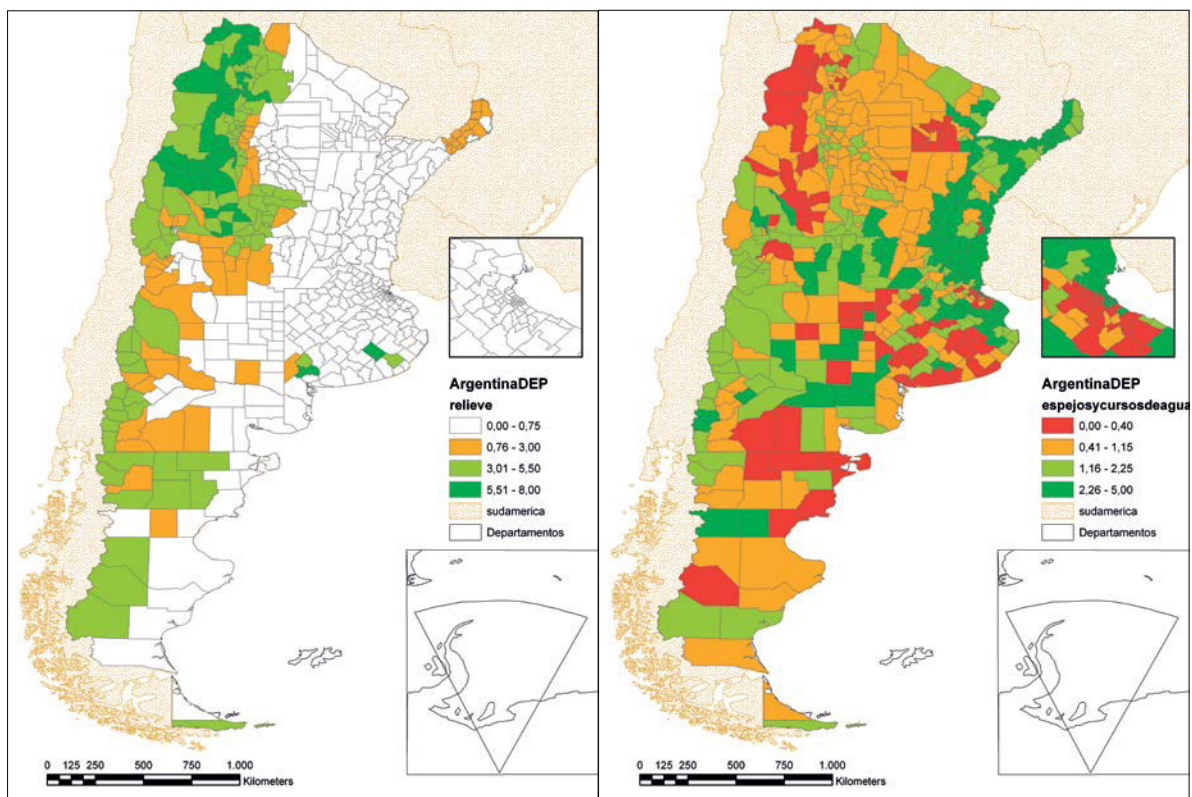 ArgentinaDEP
relieve
0,00 - 0,75
0,76 - 3,00
3,01 - 5,50
5,51 - 8,00
sudamerica
Departamentos
0 125 250 500 750 1.000
Kilometers
ArgentinaDEP
espejosycursosdeagua
0,00 - 0,40
0,41 - 1,15
1,16 - 2,25
2,26 - 5,00
sudamerica
Departamentos
0 125 250 500 750 1.000
Kilometers